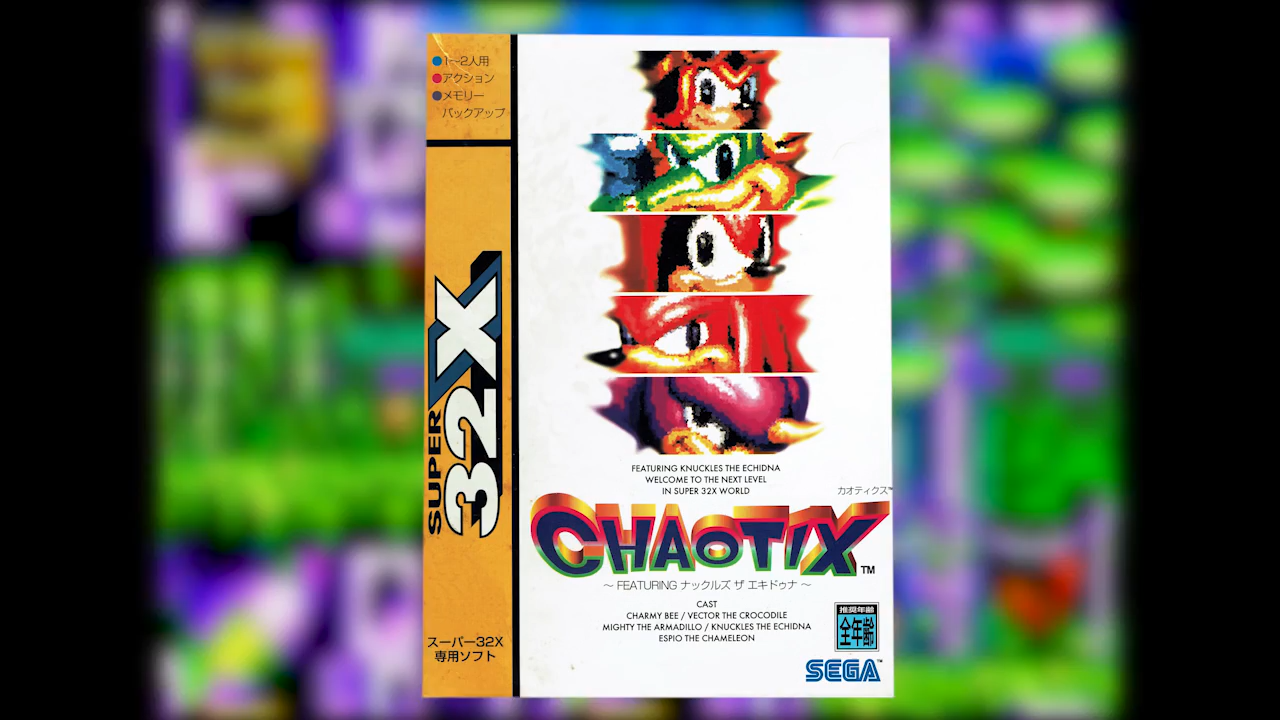 ●1~2人用
●アクション
●メモリー
バックアップ
SUPER 32X
スーパー32X
専用ソフト
FEATURING KNUCKLES THE ECHIDNA
WELCOME TO THE NEXT LEVEL
IN SUPER 32X WORLD
カオティクス™
CHAOTIX™
~ FEATURING ナックルズ ザ エキドゥナ ~
CAST
CHARMY BEE / VECTOR THE CROCODILE
MIGHTY THE ARMADILLO / KNUCKLES THE ECHIDNA
ESPIO THE CHAMELEON
推奨年齢
全年齢
SEGA™